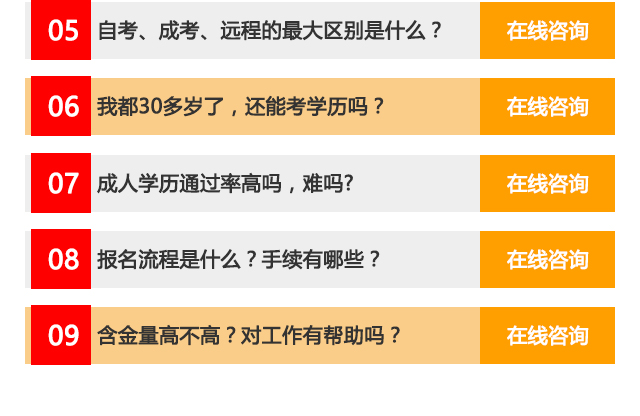 05 自考、成考、远程的最大区别是什么？ 在线咨询
06 我都30多岁了，还能考学历吗？ 在线咨询
07 成人学历通过率高吗，难吗? 在线咨询
08 报名流程是什么？手续有哪些？ 在线咨询
09 含金量高不高？对工作有帮助吗？ 在线咨询